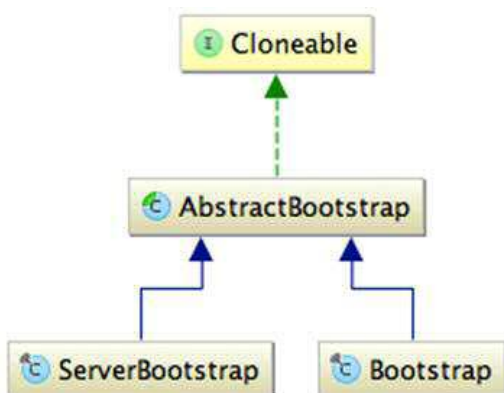 I Cloneable
C AbstractBootstrap
C ServerBootstrap
C Bootstrap